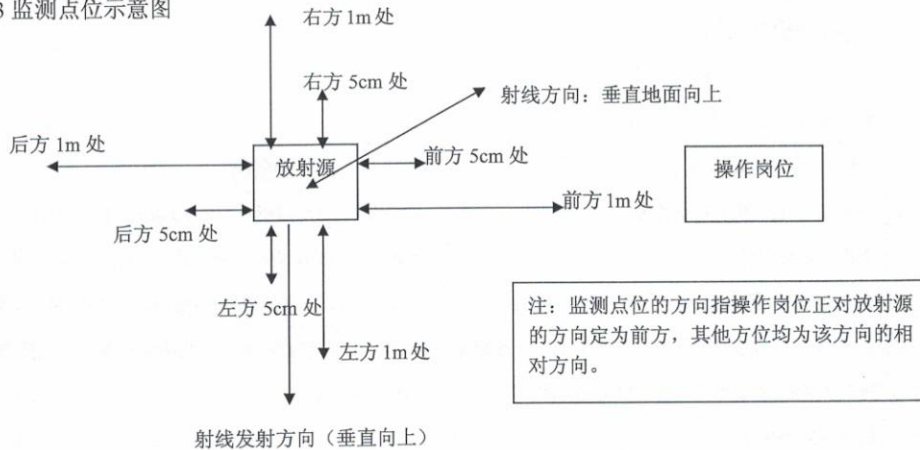 3 监测点位示意图
右方 1m 处
右方 5cm 处
射线方向：垂直地面向上
后方 1m 处
放射源
前方 5cm 处
操作岗位
前方 1m 处
后方 5cm 处
左方 5cm 处
左方 1m 处
注：监测点位的方向指操作岗位正对放射源
的方向定为前方，其他方位均为该方向的相
对方向。
射线发射方向（垂直向上）